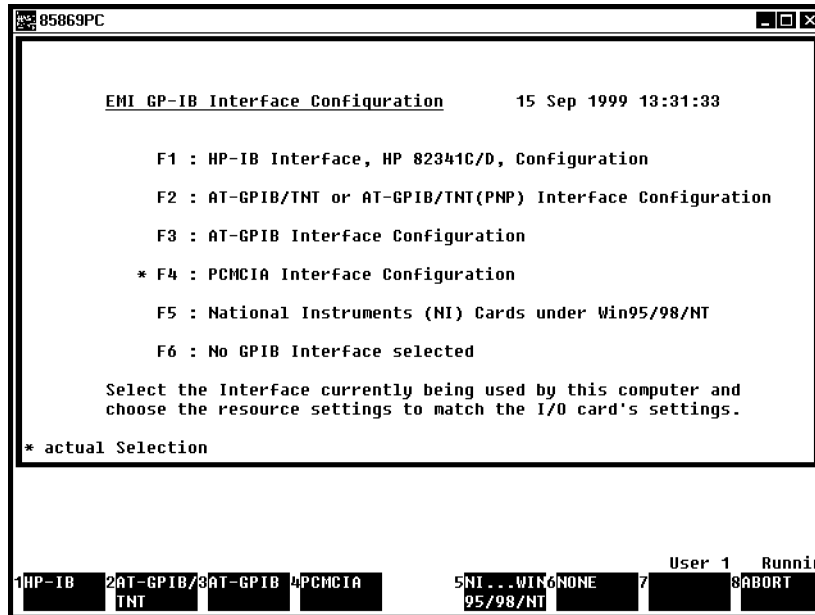 85869PC
EMI GP-IB Interface Configuration 15 Sep 1999 13:31:33
F1 : HP-IB Interface, HP 82341C/D, Configuration
F2 : AT-GPIB/TNT or AT-GPIB/TNT(PNP) Interface Configuration
F3 : AT-GPIB Interface Configuration
* F4 : PCMCIA Interface Configuration
F5 : National Instruments (NI) Cards under Win95/98/NT
F6 : No GPIB Interface selected
Select the Interface currently being used by this computer and
choose the resource settings to match the I/O card's settings.
* actual Selection
User 1 Runnin
1HP-IB 2AT-GPIB/3AT-GPIB 4PCMCIA 5NI...WIN6NONE 7 8ABORT
TNT 95/98/NT